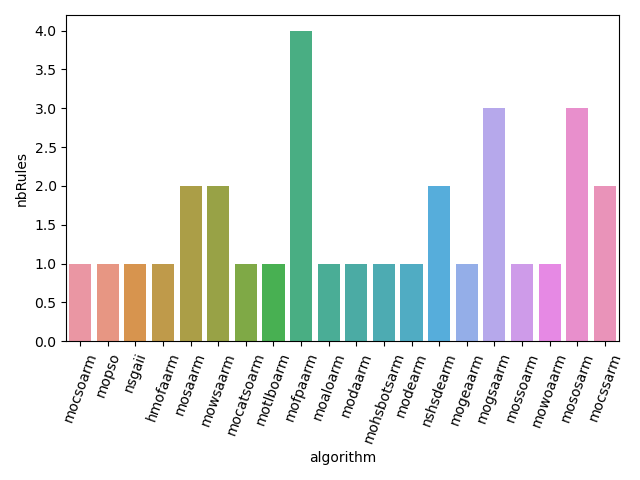 nbRules
4.0
3.5
3.0
2.5
2.0
1.5
1.0
0.5
0.0
mocsoarm
mopso
nsgaii
hmofaarm
mosaarm
mowsaarm
mocatsoarm
motlboarm
mofpaarm
moaloarm
modaarm
mohsbotsarm
modearm
nshsdearm
mogeaarm
mogsaarm
mossoarm
mowoaarm
mososarm
mocssarm
algorithm